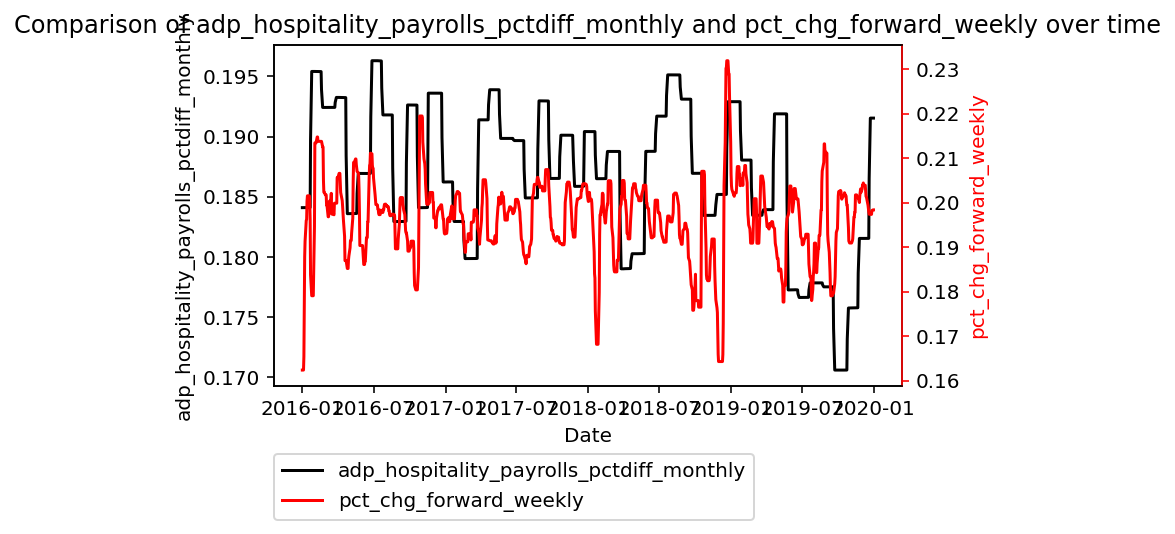 Comparison of adp_hospitality_payrolls_pctdiff_monthly and pct_chg_forward_weekly over time
adp_hospitality_payrolls_pctdiff_monthly
0.195
0.190
0.185
0.180
0.175
0.170
0.23
0.22
0.21
0.20
0.19
0.18
0.17
0.16
pct_chg_forward_weekly
2016-01 2016-07 2017-01 2017-07 2018-01 2018-07 2019-01 2019-07 2020-01
Date
adp_hospitality_payrolls_pctdiff_monthly
pct_chg_forward_weekly